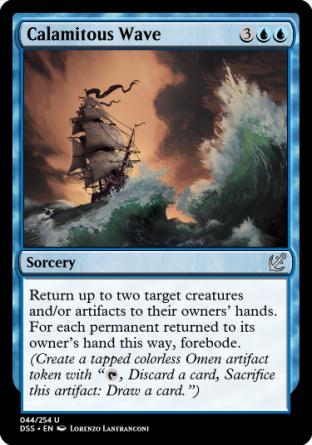 Calamitous Wave 3
Sorcery
Return up to two target creatures
and/or artifacts to their owners' hands.
For each permanent returned to its
owner's hand this way, forebode.
(Create a tapped colorless Omen artifact
token with “, Discard a card, Sacrifice
this artifact: Draw a card.”)
044/254 U
DSS • EN Lorenzo Lanfranconi